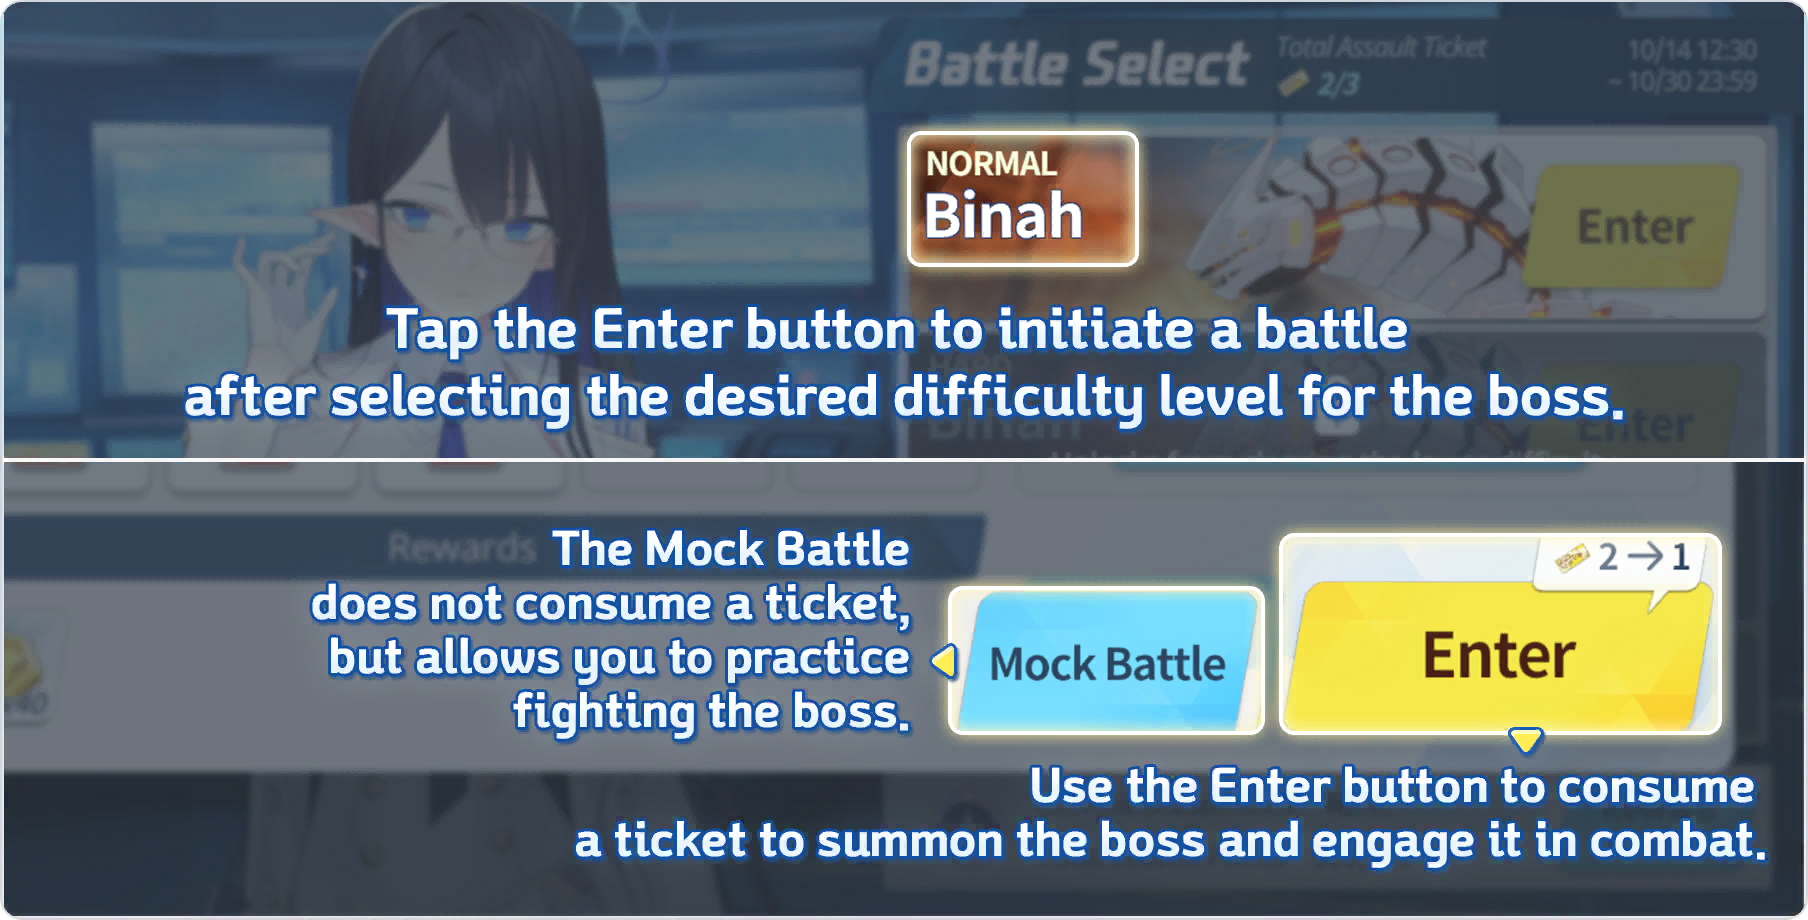 Battle Select
Total Assault Ticket
2/3
10/14 12:30
~ 10/30 23:59
NORMAL
Binah
Enter
Tap the Enter button to initiate a battle
after selecting the desired difficulty level for the boss.
Binah
Enter
Rewards
The Mock Battle
does not consume a ticket,
but allows you to practice
fighting the boss.
Mock Battle
2→1
Enter
Use the Enter button to consume
a ticket to summon the boss and engage it in combat.